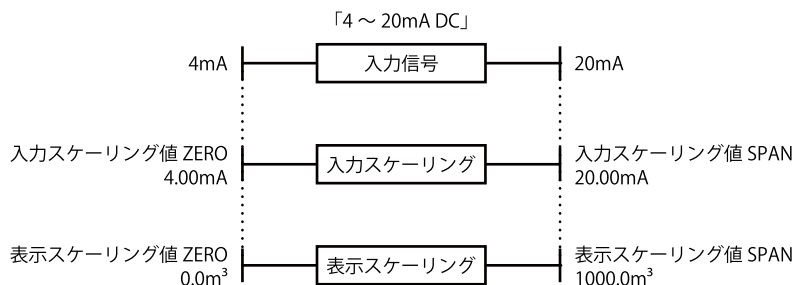 「4 ～ 20mA DC」
4mA
入力信号
20mA
入力スケーリング値 ZERO
4.00mA
入力スケーリング
入力スケーリング値 SPAN
20.00mA
表示スケーリング値 ZERO
0.0m³
表示スケーリング
表示スケーリング値 SPAN
1000.0m³